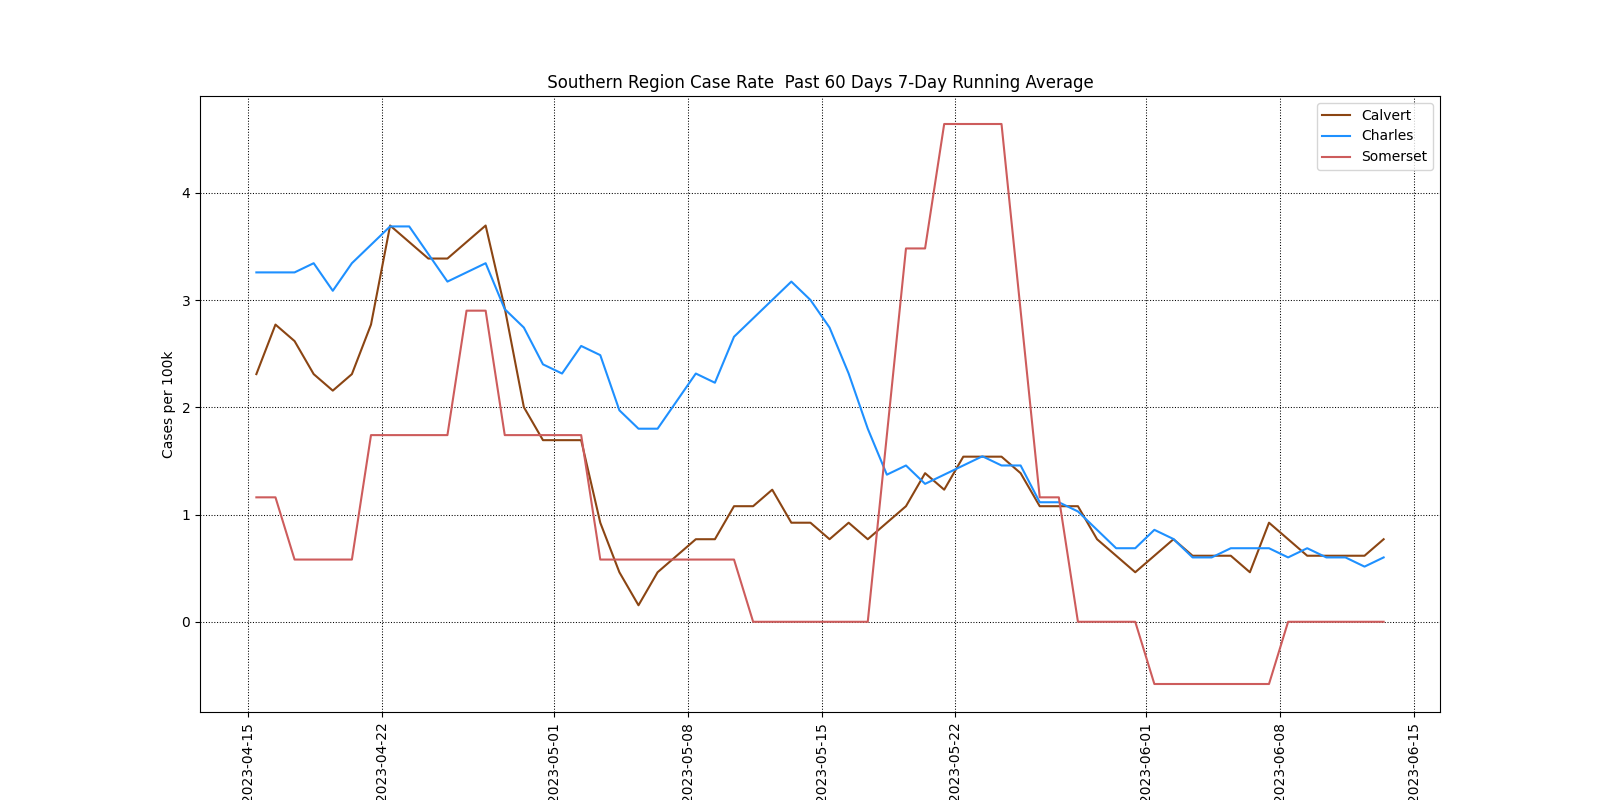 Southern Region Case Rate  Past 60 Days 7-Day Running Average
Calvert
Charles
Somerset
Cases per 100k
4
3
2
1
0
2023-04-15
2023-04-22
2023-05-01
2023-05-08
2023-05-15
2023-05-22
2023-06-01
2023-06-08
2023-06-15